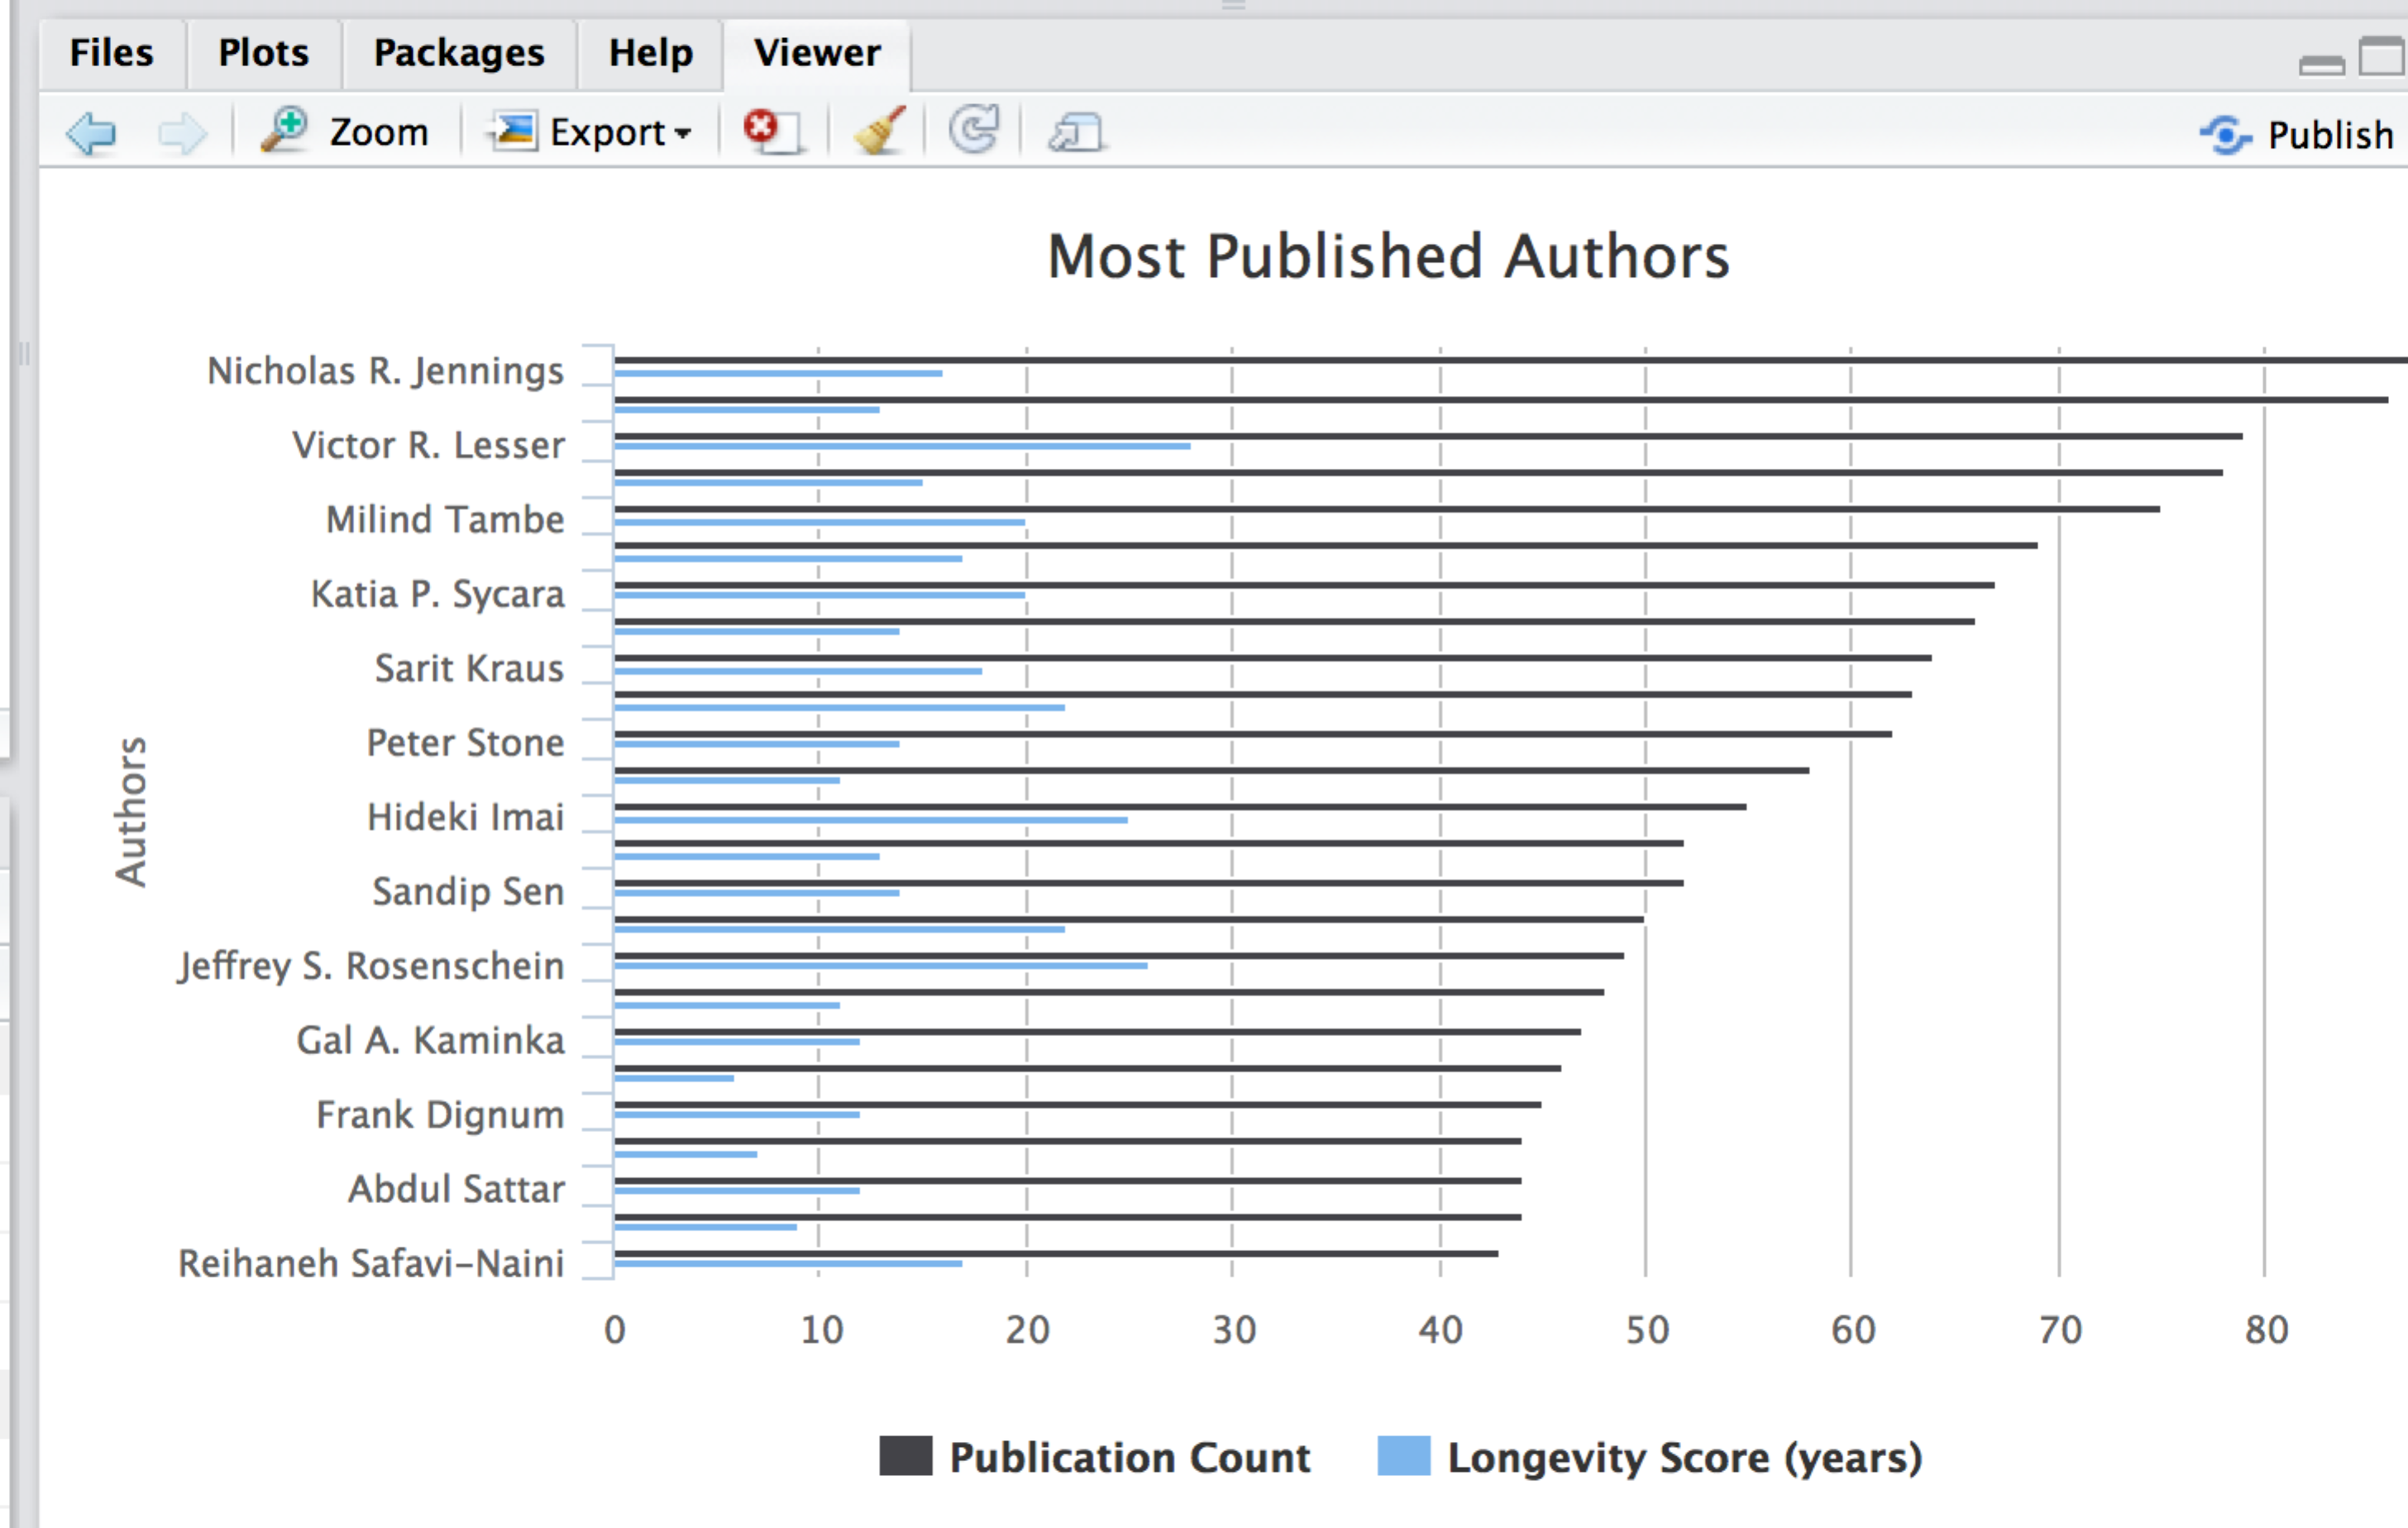 Files Plots Packages Help Viewer
Zoom Export Publish
Most Published Authors
Nicholas R. Jennings
Victor R. Lesser
Milind Tambe
Katia P. Sycara
Sarit Kraus
Peter Stone
Hideki Imai
Sandip Sen
Jeffrey S. Rosenschein
Gal A. Kaminka
Frank Dignum
Abdul Sattar
Reihaneh Safavi-Naini
Authors
0 10 20 30 40 50 60 70 80
Publication Count Longevity Score (years)